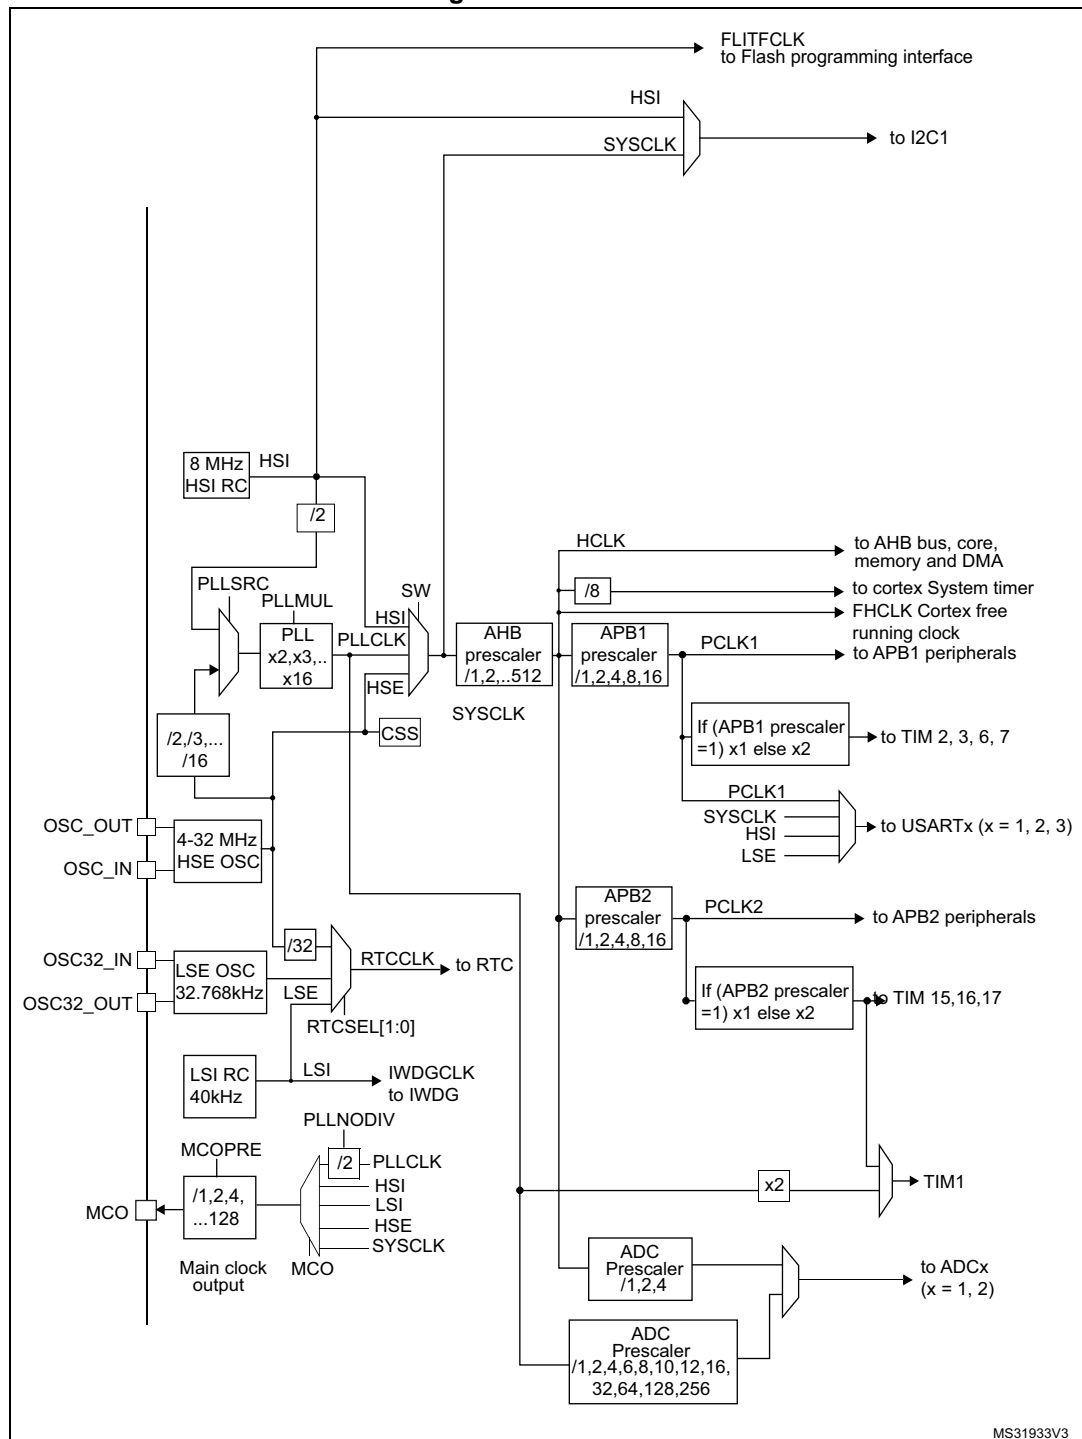 FLITFCLK
to Flash programming interface
HSI
to I2C1
SYSCLK
8 MHz
HSI RC
HSI
/2
HCLK
to AHB bus, core,
memory and DMA
/8
to cortex System timer
FHCLK Cortex free
running clock
PLLSRC
PLLMUL
PLL
x2,x3,..
x16
SW
HSI
PLLCLK
HSE
AHB
prescaler
/1,2,..512
APB1
prescaler
/1,2,4,8,16
PCLK1
to APB1 peripherals
SYSCLK
/2,/3,...
/16
CSS
If (APB1 prescaler
=1) x1 else x2
to TIM 2, 3, 6, 7
PCLK1
SYSCLK
HSI
LSE
to USARTx (x = 1, 2, 3)
OSC_OUT
OSC_IN
4-32 MHz
HSE OSC
APB2
prescaler
/1,2,4,8,16
PCLK2
to APB2 peripherals
OSC32_IN
OSC32_OUT
LSE OSC
32.768kHz
/32
LSE
RTCCLK
to RTC
RTCSEL[1:0]
If (APB2 prescaler
=1) x1 else x2
to TIM 15,16,17
LSI RC
40kHz
LSI
IWDGCLK
to IWDG
PLLNODIV
MCOPRE
/2
PLLCLK
HSI
LSI
HSE
SYSCLK
MCO
/1,2,4,
...128
MCO
Main clock
output
x2
TIM1
ADC
Prescaler
/1,2,4
to ADCx
(x = 1, 2)
ADC
Prescaler
/1,2,4,6,8,10,12,16,
32,64,128,256
MS31933V3